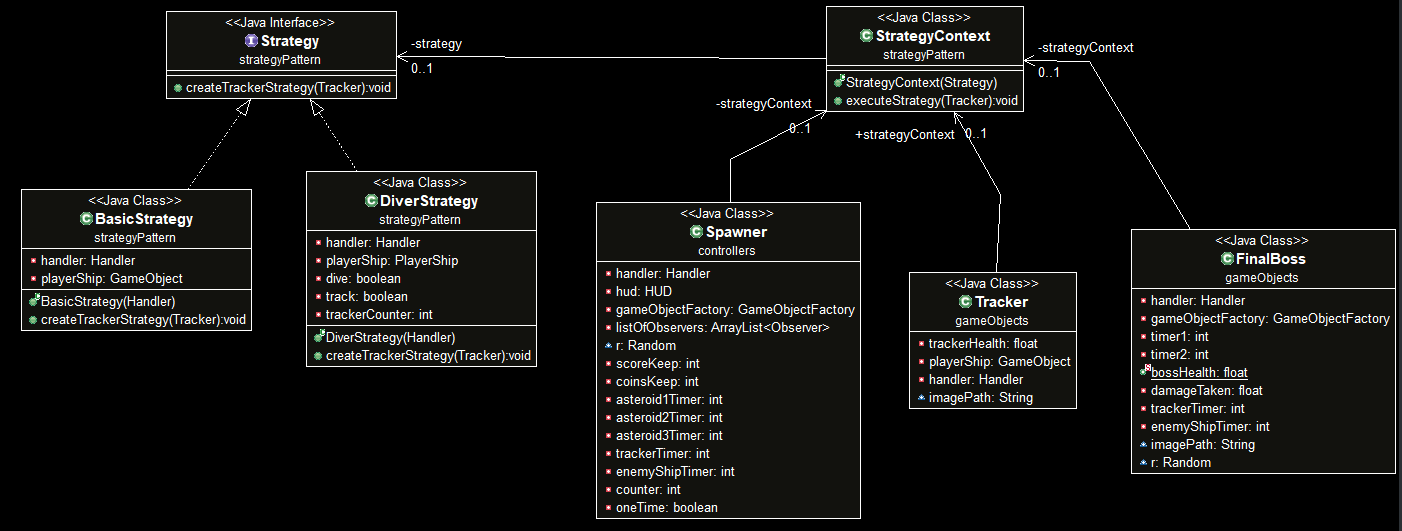 <<Java Interface>>
I Strategy
strategyPattern
createTrackerStrategy(Tracker):void
-strategy
0..1
<<Java Class>>
C StrategyContext
strategyPattern
StrategyContext(Strategy)
executeStrategy(Tracker):void
-strategyContext
0..1
-strategyContext
0..1
+strategyContext
0..1
<<Java Class>>
C BasicStrategy
strategyPattern
handler: Handler
playerShip: GameObject
BasicStrategy(Handler)
createTrackerStrategy(Tracker):void
<<Java Class>>
C DiverStrategy
strategyPattern
handler: Handler
playerShip: PlayerShip
dive: boolean
track: boolean
trackerCounter: int
DiverStrategy(Handler)
createTrackerStrategy(Tracker):void
<<Java Class>>
C Spawner
controllers
handler: Handler
hud: HUD
gameObjectFactory: GameObjectFactory
listOfObservers: ArrayList<Observer>
r: Random
scoreKeep: int
coinsKeep: int
asteroid1Timer: int
asteroid2Timer: int
asteroid3Timer: int
trackerTimer: int
enemyShipTimer: int
counter: int
oneTime: boolean
<<Java Class>>
C Tracker
gameObjects
trackerHealth: float
playerShip: GameObject
handler: Handler
imagePath: String
<<Java Class>>
C FinalBoss
gameObjects
handler: Handler
gameObjectFactory: GameObjectFactory
timer1: int
timer2: int
bossHealth: float
damageTaken: float
trackerTimer: int
enemyShipTimer: int
imagePath: String
r: Random